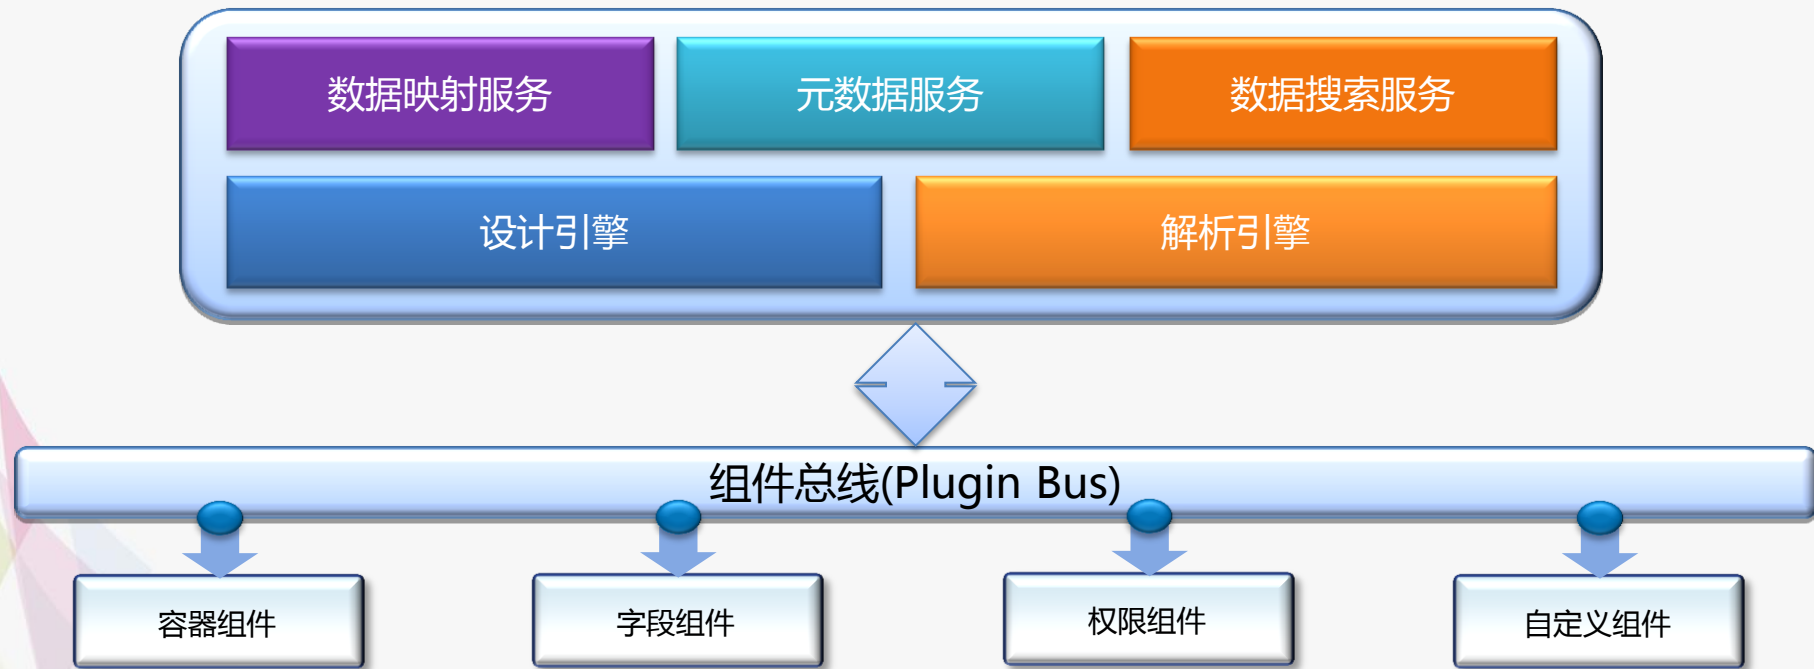 数据映射服务
元数据服务
数据搜索服务
设计引擎
解析引擎
组件总线(Plugin Bus)
容器组件
字段组件
权限组件
自定义组件